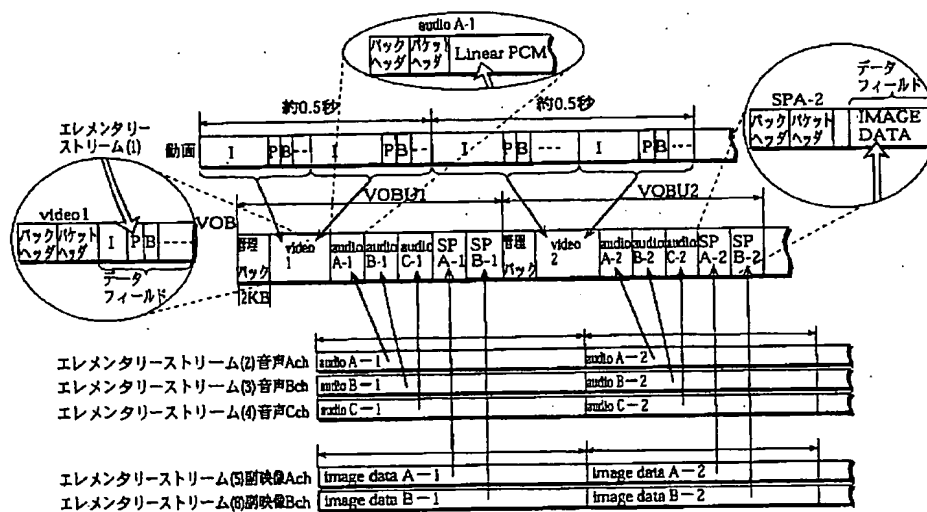 audio A-1
パック ヘッダ
パケット ヘッダ
Linear PCM
約0.5秒
約0.5秒
SPA-2
データ フィールド
パック ヘッダ
パケット ヘッダ
IMAGE DATA
エレメンタリー
ストリーム(1)
動画
I
P
B
----
I
P
B
----
I
P
B
----
I
P
B
----
VOB
VOBU1
VOBU2
video 1
パック ヘッダ
パケット ヘッダ
I
P
B
-----
データ
フィールド
管理 パック
video 1
audio A-1
audio B-1
audio C-1
SP A-1
SP B-1
管理 パック
video 2
audio A-2
audio B-2
audio C-2
SP A-2
SP B-2
2KB
エレメンタリーストリーム(2)音声Ach
audio A-1
audio A-2
エレメンタリーストリーム(3)音声Bch
audio B-1
audio B-2
エレメンタリーストリーム(4)音声Cch
audio C-1
audio C-2
エレメンタリーストリーム(5)副映像Ach
image data A-1
image data A-2
エレメンタリーストリーム(6)副映像Bch
image data B-1
image data B-2